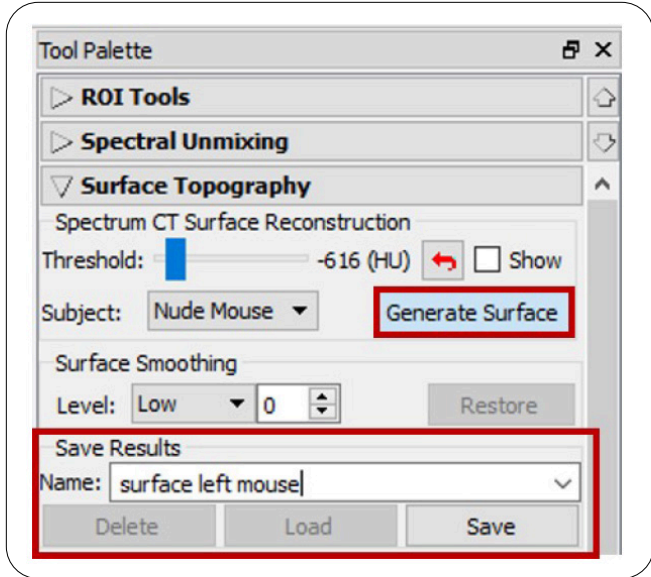 Tool Palette
ROI Tools
Spectral Unmixing
Surface Topography
Spectrum CT Surface Reconstruction
Threshold: -616 (HU) Show
Subject: Nude Mouse Generate Surface
Surface Smoothing
Level: Low 0 Restore
Save Results
Name: surface left mouse
Delete Load Save